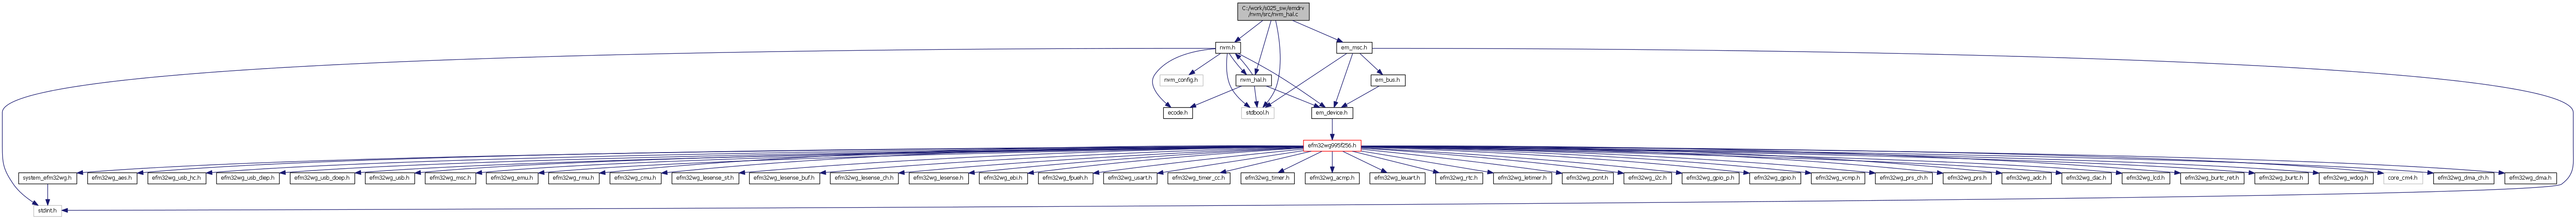 C:/work/s025_sw/emdrv
/nvm/src/nvm_hal.c
nvm.h
em_msc.h
nvm_config.h
nvm_hal.h
em_bus.h
ecode.h
stdbool.h
em_device.h
efm32wg995f256.h
system_efm32wg.h
efm32wg_aes.h
efm32wg_usb_hc.h
efm32wg_usb_diep.h
efm32wg_usb_doep.h
efm32wg_usb.h
efm32wg_msc.h
efm32wg_emu.h
efm32wg_rmu.h
efm32wg_cmu.h
efm32wg_lesense_st.h
efm32wg_lesense_buf.h
efm32wg_lesense_ch.h
efm32wg_lesense.h
efm32wg_ebi.h
efm32wg_fpueh.h
efm32wg_usart.h
efm32wg_timer_cc.h
efm32wg_timer.h
efm32wg_acmp.h
efm32wg_leuart.h
efm32wg_rtc.h
efm32wg_letimer.h
efm32wg_pcnt.h
efm32wg_i2c.h
efm32wg_gpio_p.h
efm32wg_gpio.h
efm32wg_vcmp.h
efm32wg_prs_ch.h
efm32wg_prs.h
efm32wg_adc.h
efm32wg_dac.h
efm32wg_lcd.h
efm32wg_burtc_ret.h
efm32wg_burtc.h
efm32wg_wdog.h
core_cm4.h
efm32wg_dma_ch.h
efm32wg_dma.h
stdint.h